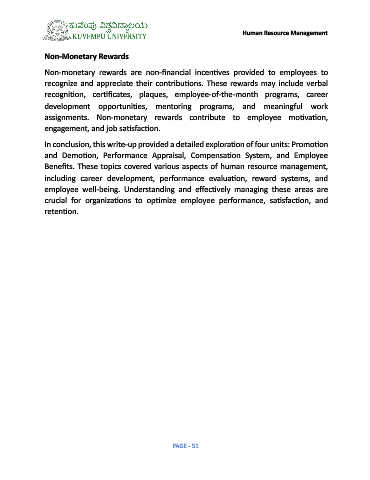 ಕುವೆಂಪು ವಿಶ್ವವಿದ್ಯಾಲಯ
KUVEMPU UNIVERSITY
Human Resource Management
Non-Monetary Rewards
Non-monetary rewards are non-financial incentives provided to employees to
recognize and appreciate their contributions. These rewards may include verbal
recognition, certificates, plaques, employee-of-the-month programs, career
development opportunities, mentoring programs, and meaningful work
assignments. Non-monetary rewards contribute to employee motivation,
engagement, and job satisfaction.
In conclusion, this write-up provided a detailed exploration of four units: Promotion
and Demotion, Performance Appraisal, Compensation System, and Employee
Benefits. These topics covered various aspects of human resource management,
including career development, performance evaluation, reward systems, and
employee well-being. Understanding and effectively managing these areas are
crucial for organizations to optimize employee performance, satisfaction, and
retention.
PAGE - 51